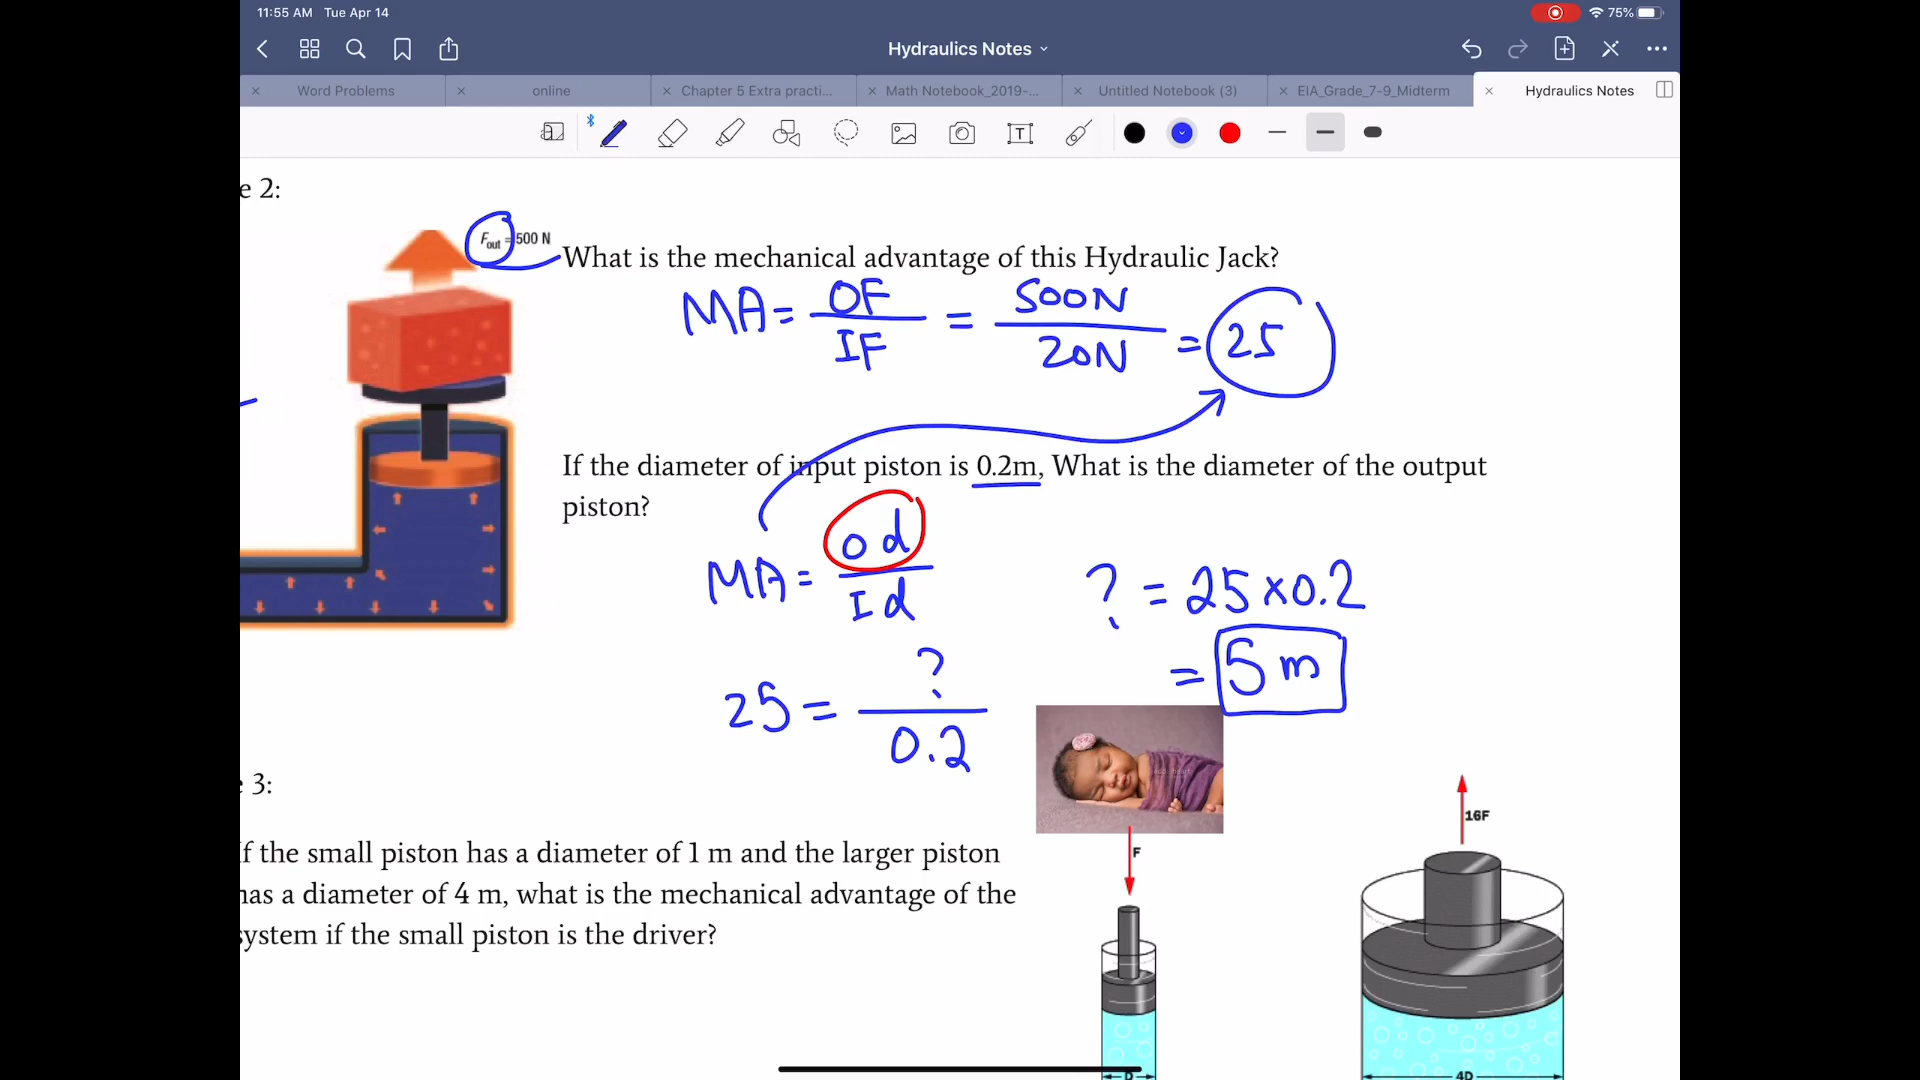 11:55 AM Tue Apr 14
75%
Hydraulics Notes
Word Problems
online
Chapter 5 Extra practi...
Math Notebook_2019-...
Untitled Notebook (3)
EIA_Grade_7-9_Midterm
Hydraulics Notes
e 2:
Fout = 500 N
What is the mechanical advantage of this Hydraulic Jack?
MA = OF / IF = 500N / 20N = 25
If the diameter of input piston is 0.2m, What is the diameter of the output
piston?
MA = Od / Id
25 = ? / 0.2
? = 25 x 0.2
= 5 m
e 3:
If the small piston has a diameter of 1 m and the larger piston
has a diameter of 4 m, what is the mechanical advantage of the
system if the small piston is the driver?
F
16F
D
4D